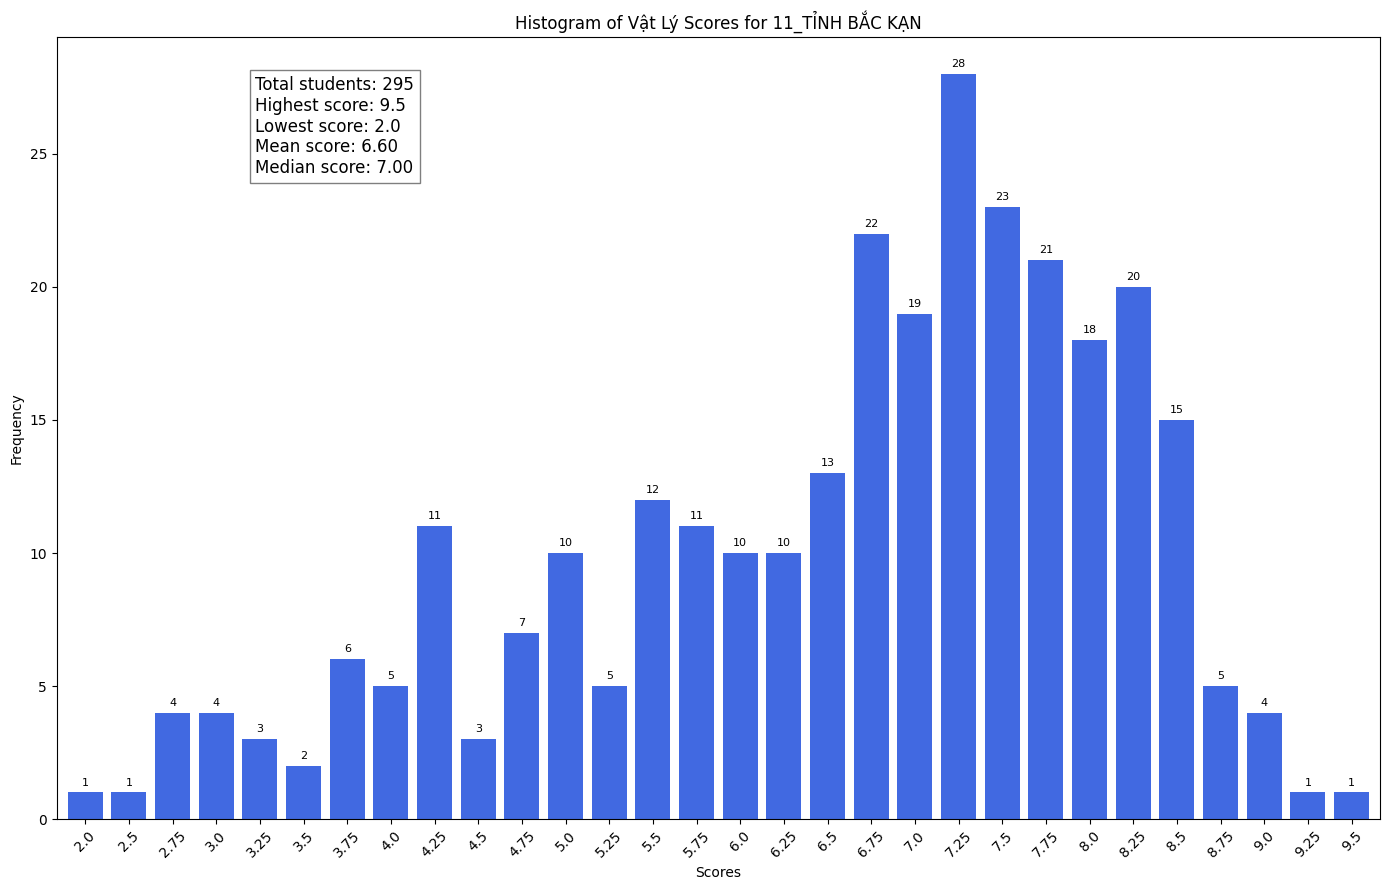 Histogram of Vật Lý Scores for 11_TỈNH BẮC KẠN
Total students: 295
Highest score: 9.5
Lowest score: 2.0
Mean score: 6.60
Median score: 7.00
Frequency
25
20
15
10
5
0
1 1 4 4 3 2 6 5 11 3 7 10 5 12 11 10 10 13 22 19 28 23 21 18 20 15 5 4 1 1
2.0 2.5 2.75 3.0 3.25 3.5 3.75 4.0 4.25 4.5 4.75 5.0 5.25 5.5 5.75 6.0 6.25 6.5 6.75 7.0 7.25 7.5 7.75 8.0 8.25 8.5 8.75 9.0 9.25 9.5
Scores